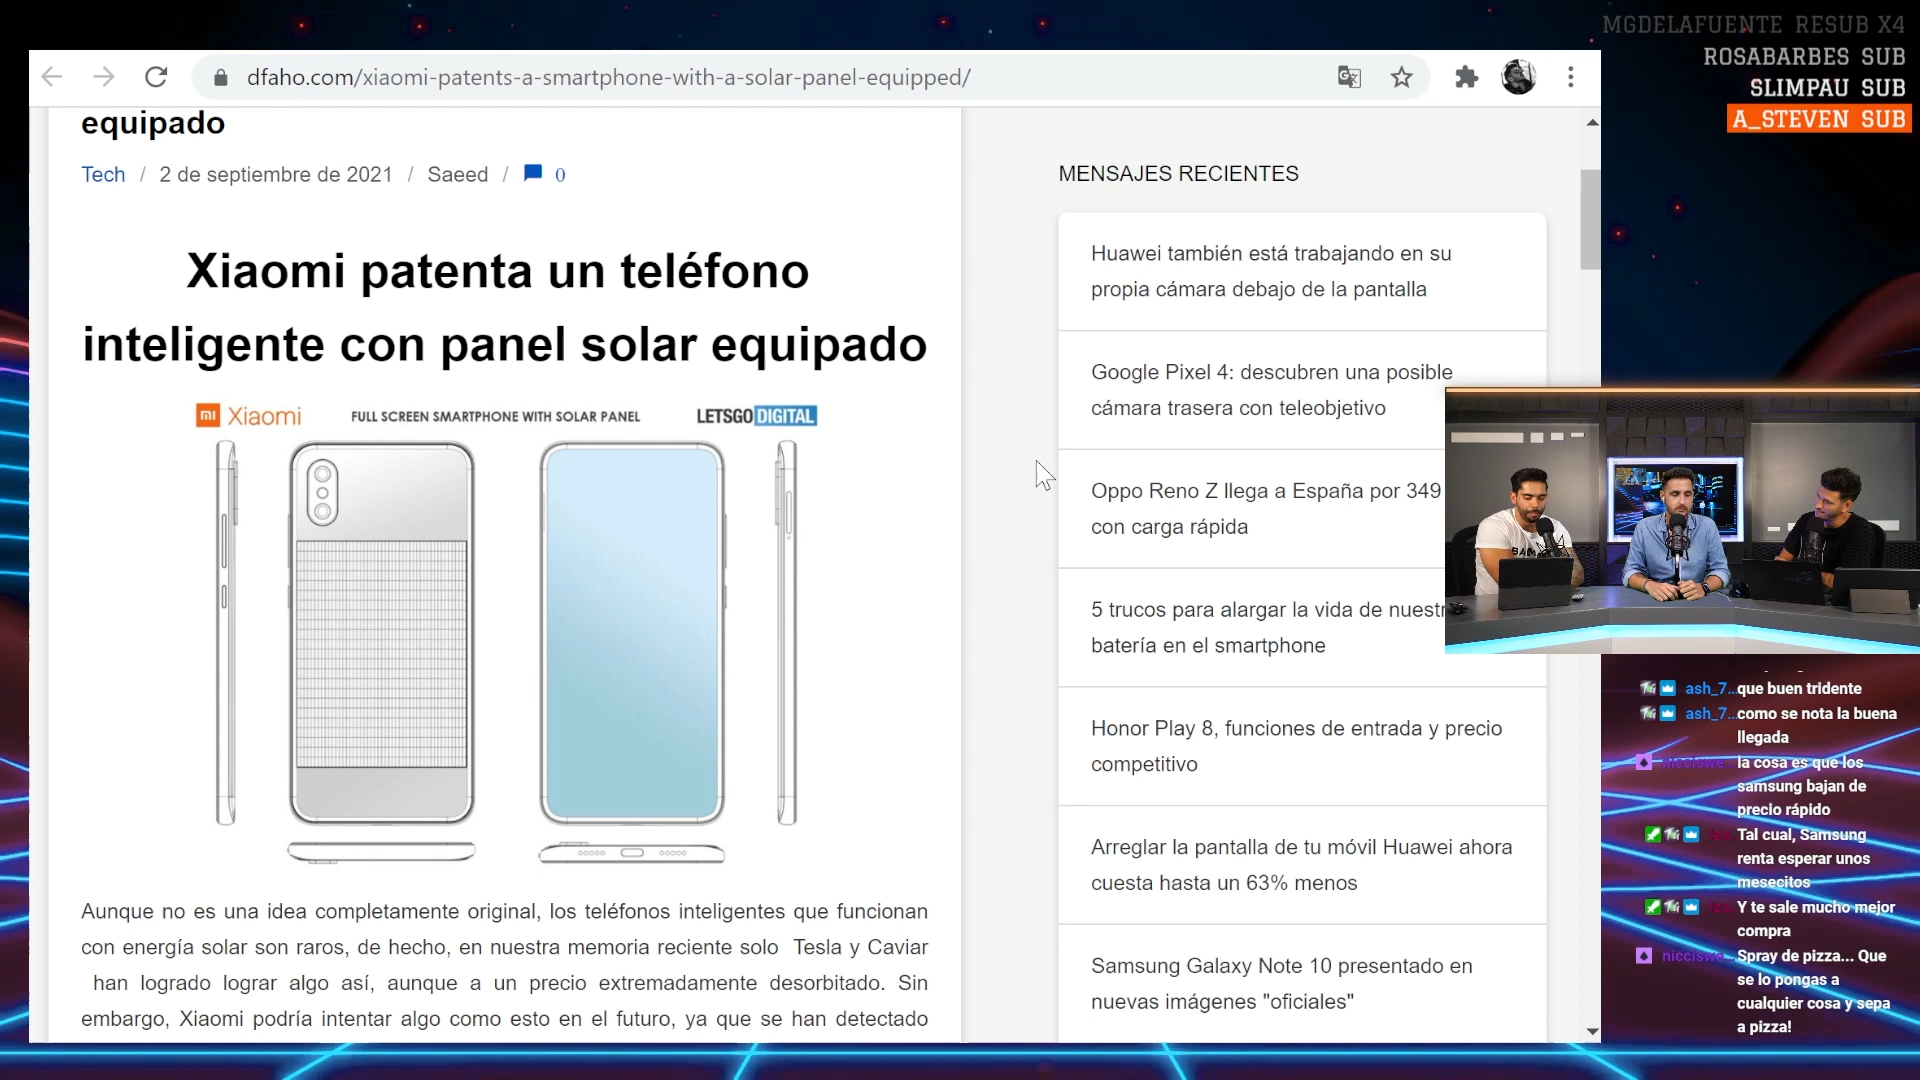 MGDELAFUENTE RESUB X4
ROSABARBES SUB
SLIMPAU SUB
A_STEVEN SUB
dfaho.com/xiaomi-patents-a-smartphone-with-a-solar-panel-equipped/
equipado
Tech / 2 de septiembre de 2021 / Saeed / 0
Xiaomi patenta un teléfono
inteligente con panel solar equipado
mi Xiaomi
FULL SCREEN SMARTPHONE WITH SOLAR PANEL
LETSGODIGITAL
Aunque no es una idea completamente original, los teléfonos inteligentes que funcionan
con energía solar son raros, de hecho, en nuestra memoria reciente solo Tesla y Caviar
han logrado lograr algo así, aunque a un precio extremadamente desorbitado. Sin
embargo, Xiaomi podría intentar algo como esto en el futuro, ya que se han detectado
MENSAJES RECIENTES
Huawei también está trabajando en su
propia cámara debajo de la pantalla
Google Pixel 4: descubren una posible
cámara trasera con teleobjetivo
Oppo Reno Z llega a España por 349
con carga rápida
5 trucos para alargar la vida de nuestr
batería en el smartphone
Honor Play 8, funciones de entrada y precio
competitivo
Arreglar la pantalla de tu móvil Huawei ahora
cuesta hasta un 63% menos
Samsung Galaxy Note 10 presentado en
nuevas imágenes "oficiales"
ash_7... que buen tridente
ash_7... como se nota la buena
llegada
nicciswe... la cosa es que los
samsung bajan de
precio rápido
Tal cual, Samsung
renta esperar unos
mesecitos
Y te sale mucho mejor
compra
nicciswe... Spray de pizza... Que
se lo pongas a
cualquier cosa y sepa
a pizza!